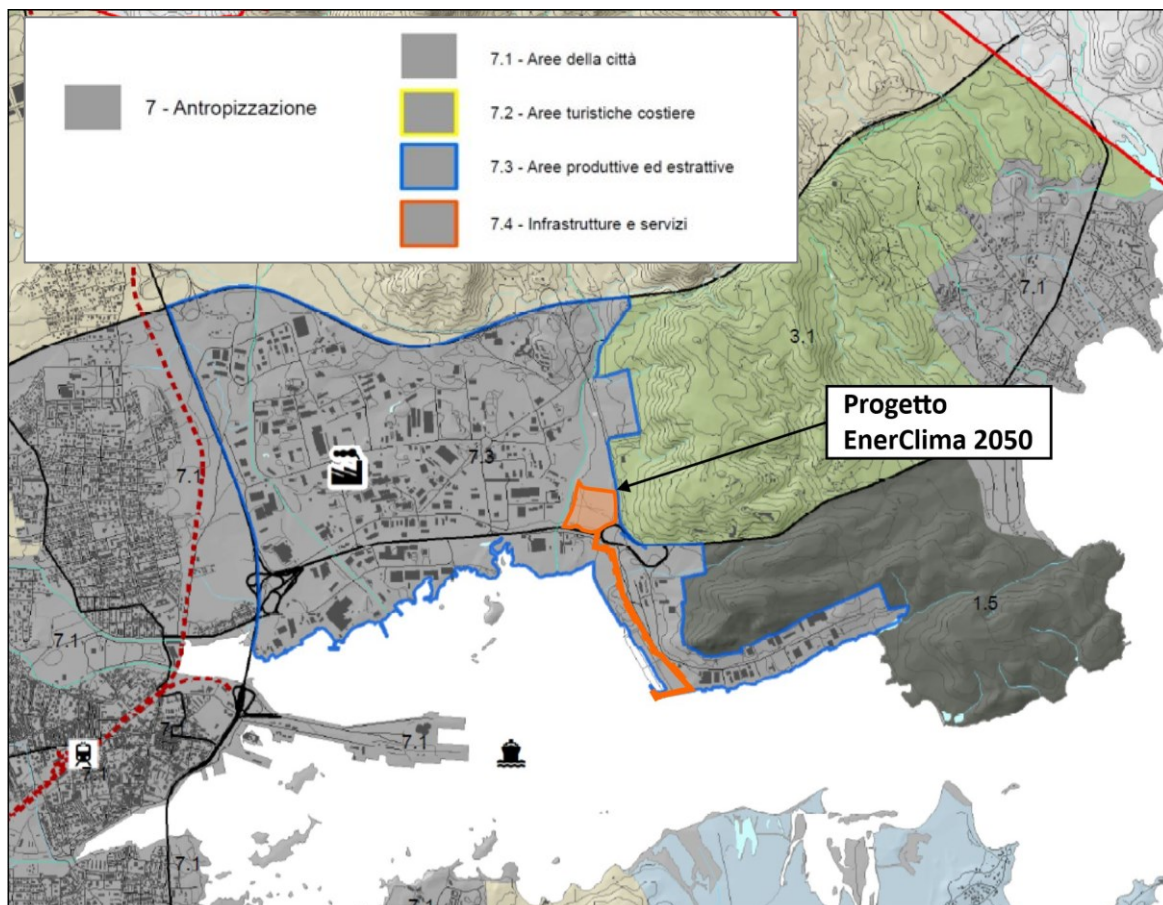 7 - Antropizzazione
7.1 - Aree della città
7.2 - Aree turistiche costiere
7.3 - Aree produttive ed estrattive
7.4 - Infrastrutture e servizi
7.1
3.1
Progetto
EnerClima 2050
7.3
7.1
1.5
7.1
7.1
7.1
7.1
7.1